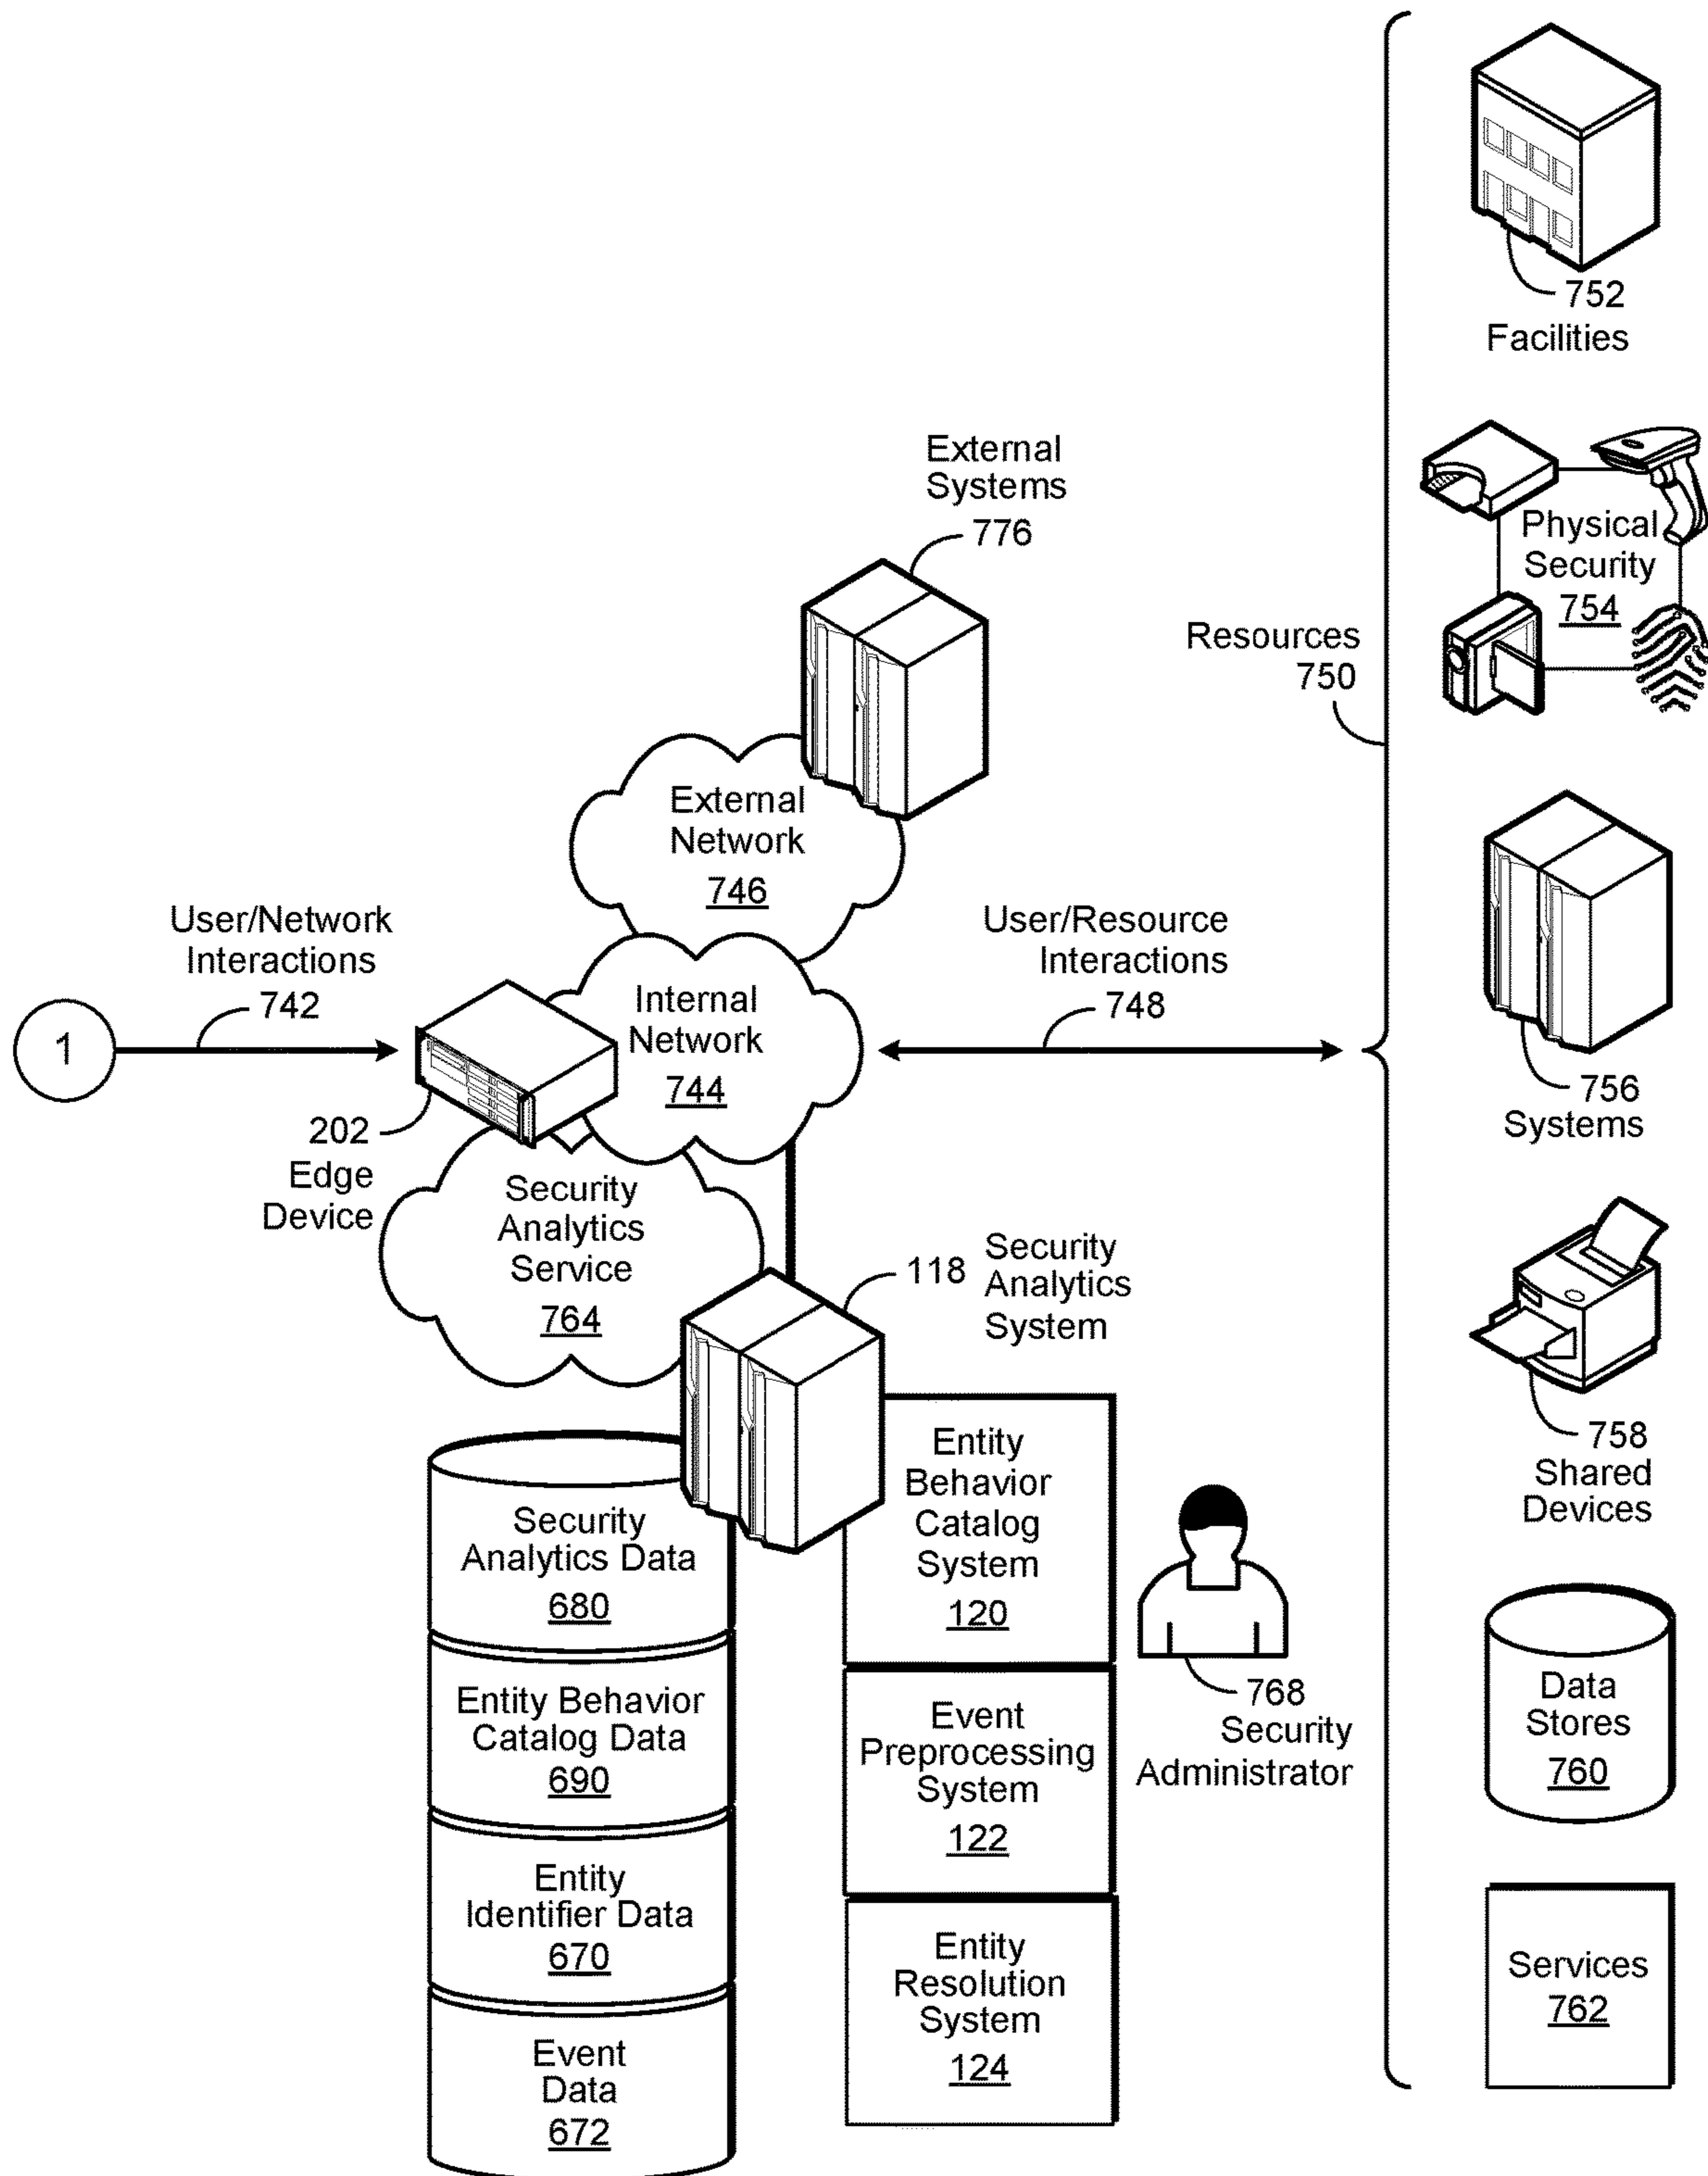 752
Facilities
External
Systems
776
Physical
Security
754
Resources
750
External
Network
746
User/Network
Interactions
742
User/Resource
Interactions
748
1
Internal
Network
744
202
Edge
Device
756
Systems
Security
Analytics
Service
764
118
Security
Analytics
System
758
Shared
Devices
Security
Analytics Data
680
Entity
Behavior
Catalog
System
120
768
Security
Administrator
Entity Behavior
Catalog Data
690
Event
Preprocessing
System
122
Data
Stores
760
Entity
Identifier Data
670
Entity
Resolution
System
124
Services
762
Event
Data
672